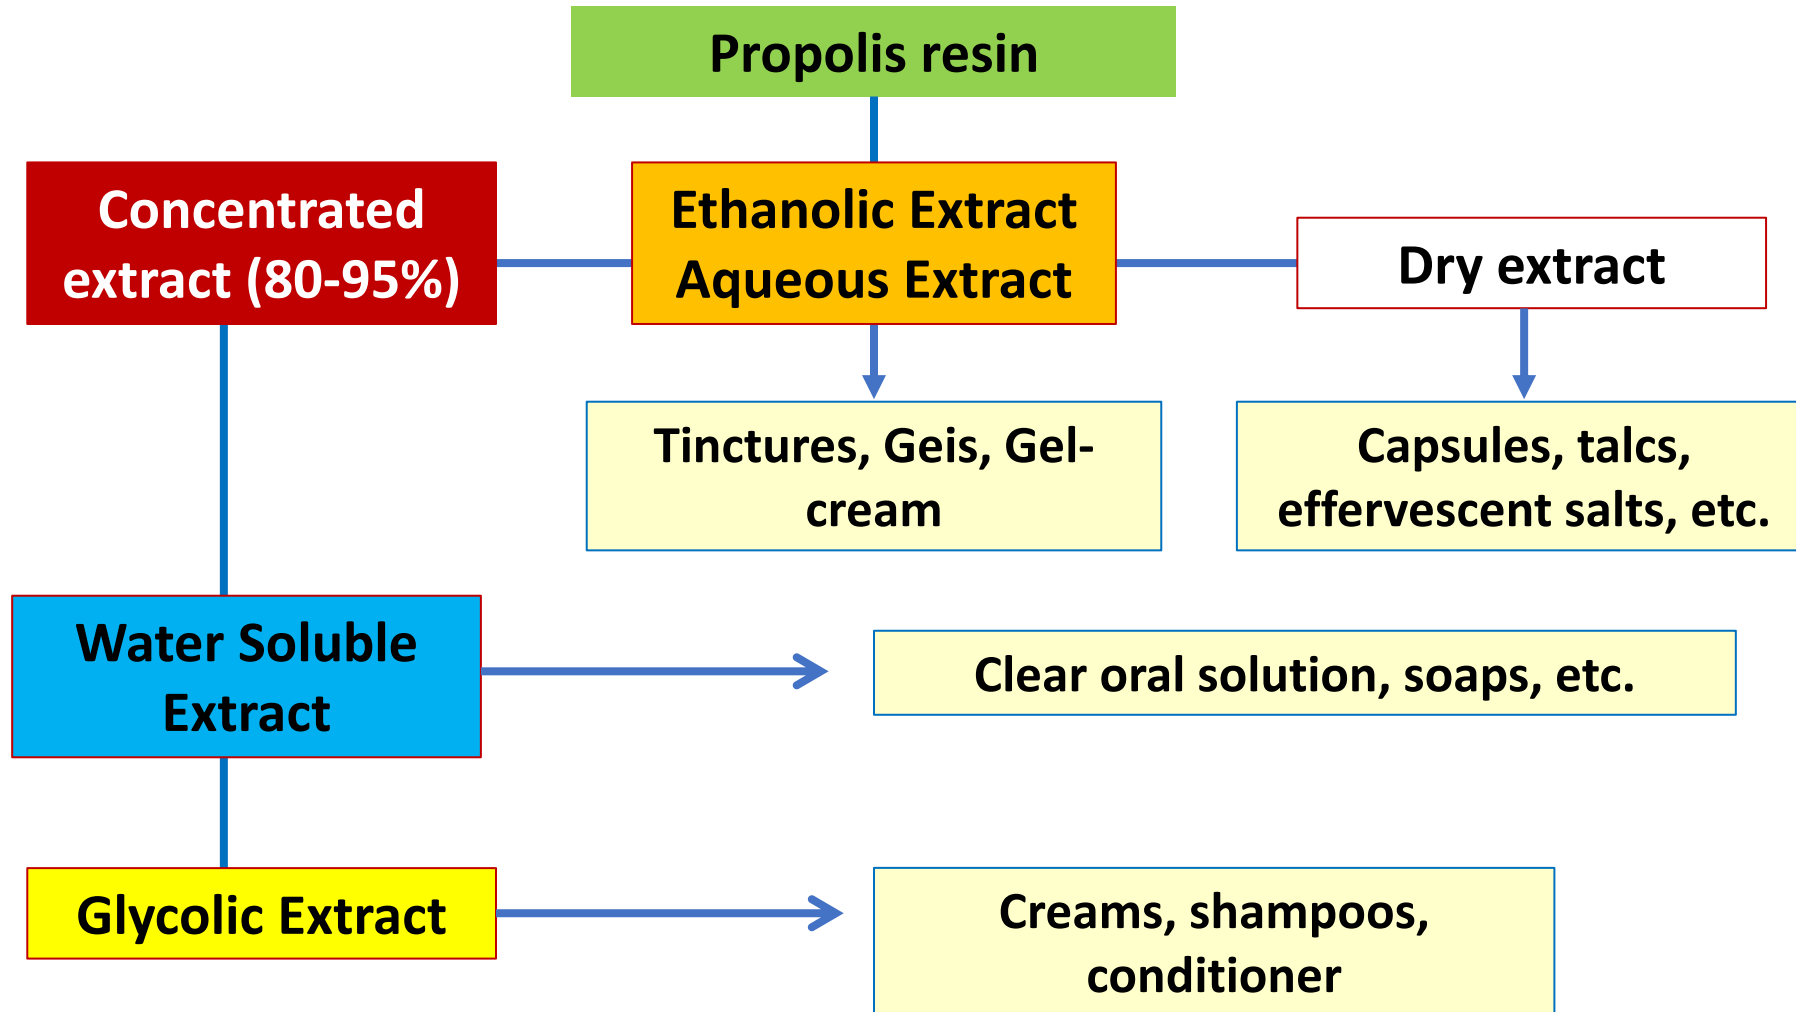 Propolis resin
Concentrated
extract (80-95%)
Ethanolic Extract
Aqueous Extract
Dry extract
Tinctures, Geis, Gel-
cream
Capsules, talcs,
effervescent salts, etc.
Water Soluble
Extract
Clear oral solution, soaps, etc.
Glycolic Extract
Creams, shampoos,
conditioner